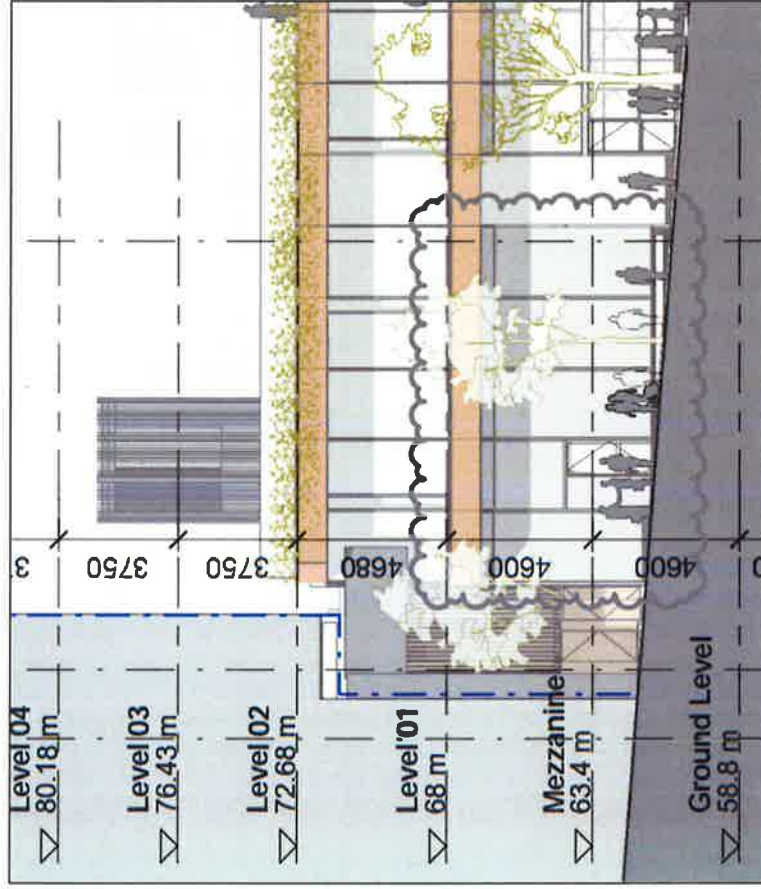 Level 04
80.18 m
Level 03
76.43 m
3750
Level 02
72.68 m
3750
Level 01
68 m
4680
Mezzanine
63.4 m
4600
Ground Level
58.8 m
4600